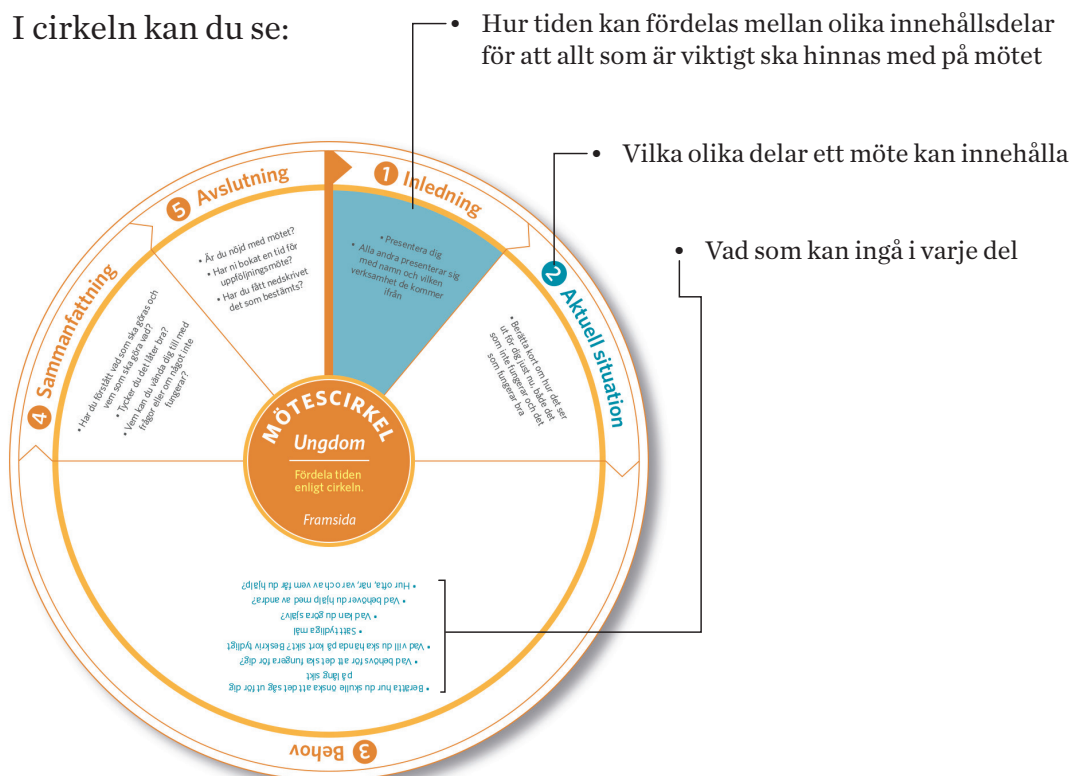 I cirkeln kan du se:
• Hur tiden kan fördelas mellan olika innehållsdelar
för att allt som är viktigt ska hinnas med på mötet
• Vilka olika delar ett möte kan innehålla
• Vad som kan ingå i varje del
1 Inledning
• Presentera dig
• Alla andra presenterar sig
med namn och vilken
verksamhet de kommer
ifrån
2 Aktuell situation
• Berätta kort om hur det ser
ut för dig just nu, både det
som inte fungerar och det
som fungerar bra
3 Behov
• Berätta hur du skulle önska att det såg ut för dig
på lång sikt
• Vad behövs för att det ska fungera för dig?
• Vad vill du ska hända på kort sikt? Beskriv tydligt
• Sätt tydliga mål
• Vad kan du göra själv?
• Vad behöver du hjälp med av andra?
• Hur ofta, när, var och av vem får du hjälp?
4 Sammanfattning
• Har du förstått vad som ska göras och
vem som ska göra vad?
• Tycker du det låter bra?
• Vem kan du vända dig till med
frågor eller om något inte
fungerar?
5 Avslutning
• Är du nöjd med mötet?
• Har ni bokat en tid för
uppföljningsmöte?
• Har du fått nedskrivet
det som bestämts?
MÖTESCIRKEL
Ungdom
Fördela tiden
enligt cirkeln.
Framsida